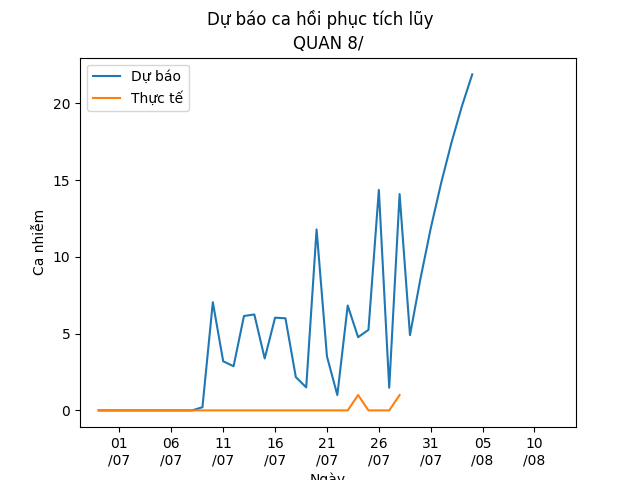 Dự báo ca hồi phục tích lũy
QUAN 8/
Dự báo
Thực tế
Ca nhiễm
20
15
10
5
0
01 06 11 16 21 26 31 05 10
/07 /07 /07 /07 /07 /07 /07 /08 /08
Ngày